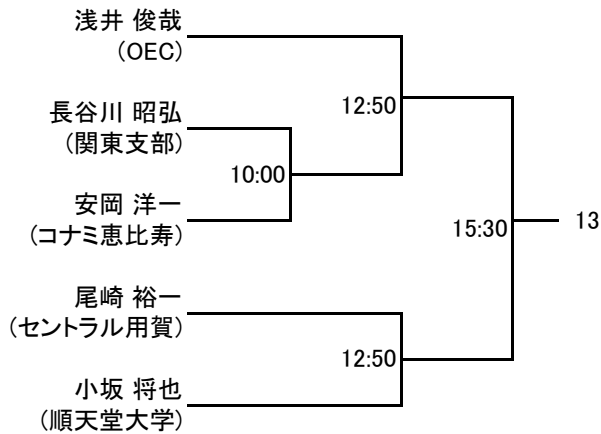 浅井 俊哉
(OEC)
長谷川 昭弘
(関東支部)
安岡 洋一
(コナミ恵比寿)
尾崎 裕一
(セントラル用賀)
小坂 将也
(順天堂大学)
10:00
12:50
12:50
15:30
13